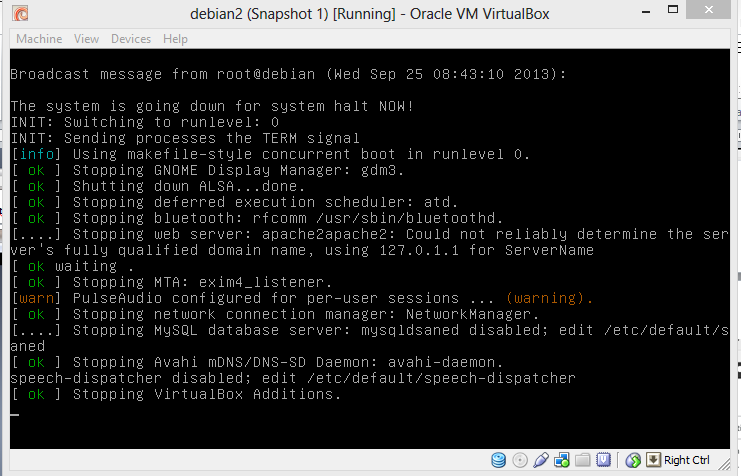 debian2 (Snapshot 1) [Running] - Oracle VM VirtualBox
Machine View Devices Help
Broadcast message from root@debian (Wed Sep 25 08:43:10 2013):
The system is going down for system halt NOW!
INIT: Switching to runlevel: 0
INIT: Sending processes the TERM signal
[info] Using makefile-style concurrent boot in runlevel 0.
[ ok ] Stopping GNOME Display Manager: gdm3.
[ ok ] Shutting down ALSA...done.
[ ok ] Stopping deferred execution scheduler: atd.
[ ok ] Stopping bluetooth: rfcomm /usr/sbin/bluetoothd.
[....] Stopping web server: apache2apache2: Could not reliably determine the ser
ver's fully qualified domain name, using 127.0.1.1 for ServerName
[ ok waiting .
[ ok ] Stopping MTA: exim4_listener.
[warn] PulseAudio configured for per-user sessions ... (warning).
[ ok ] Stopping network connection manager: NetworkManager.
[....] Stopping MySQL database server: mysqldsaned disabled; edit /etc/default/s
aned
[ ok ] Stopping Avahi mDNS/DNS-SD Daemon: avahi-daemon.
speech-dispatcher disabled; edit /etc/default/speech-dispatcher
[ ok ] Stopping VirtualBox Additions.
Right Ctrl